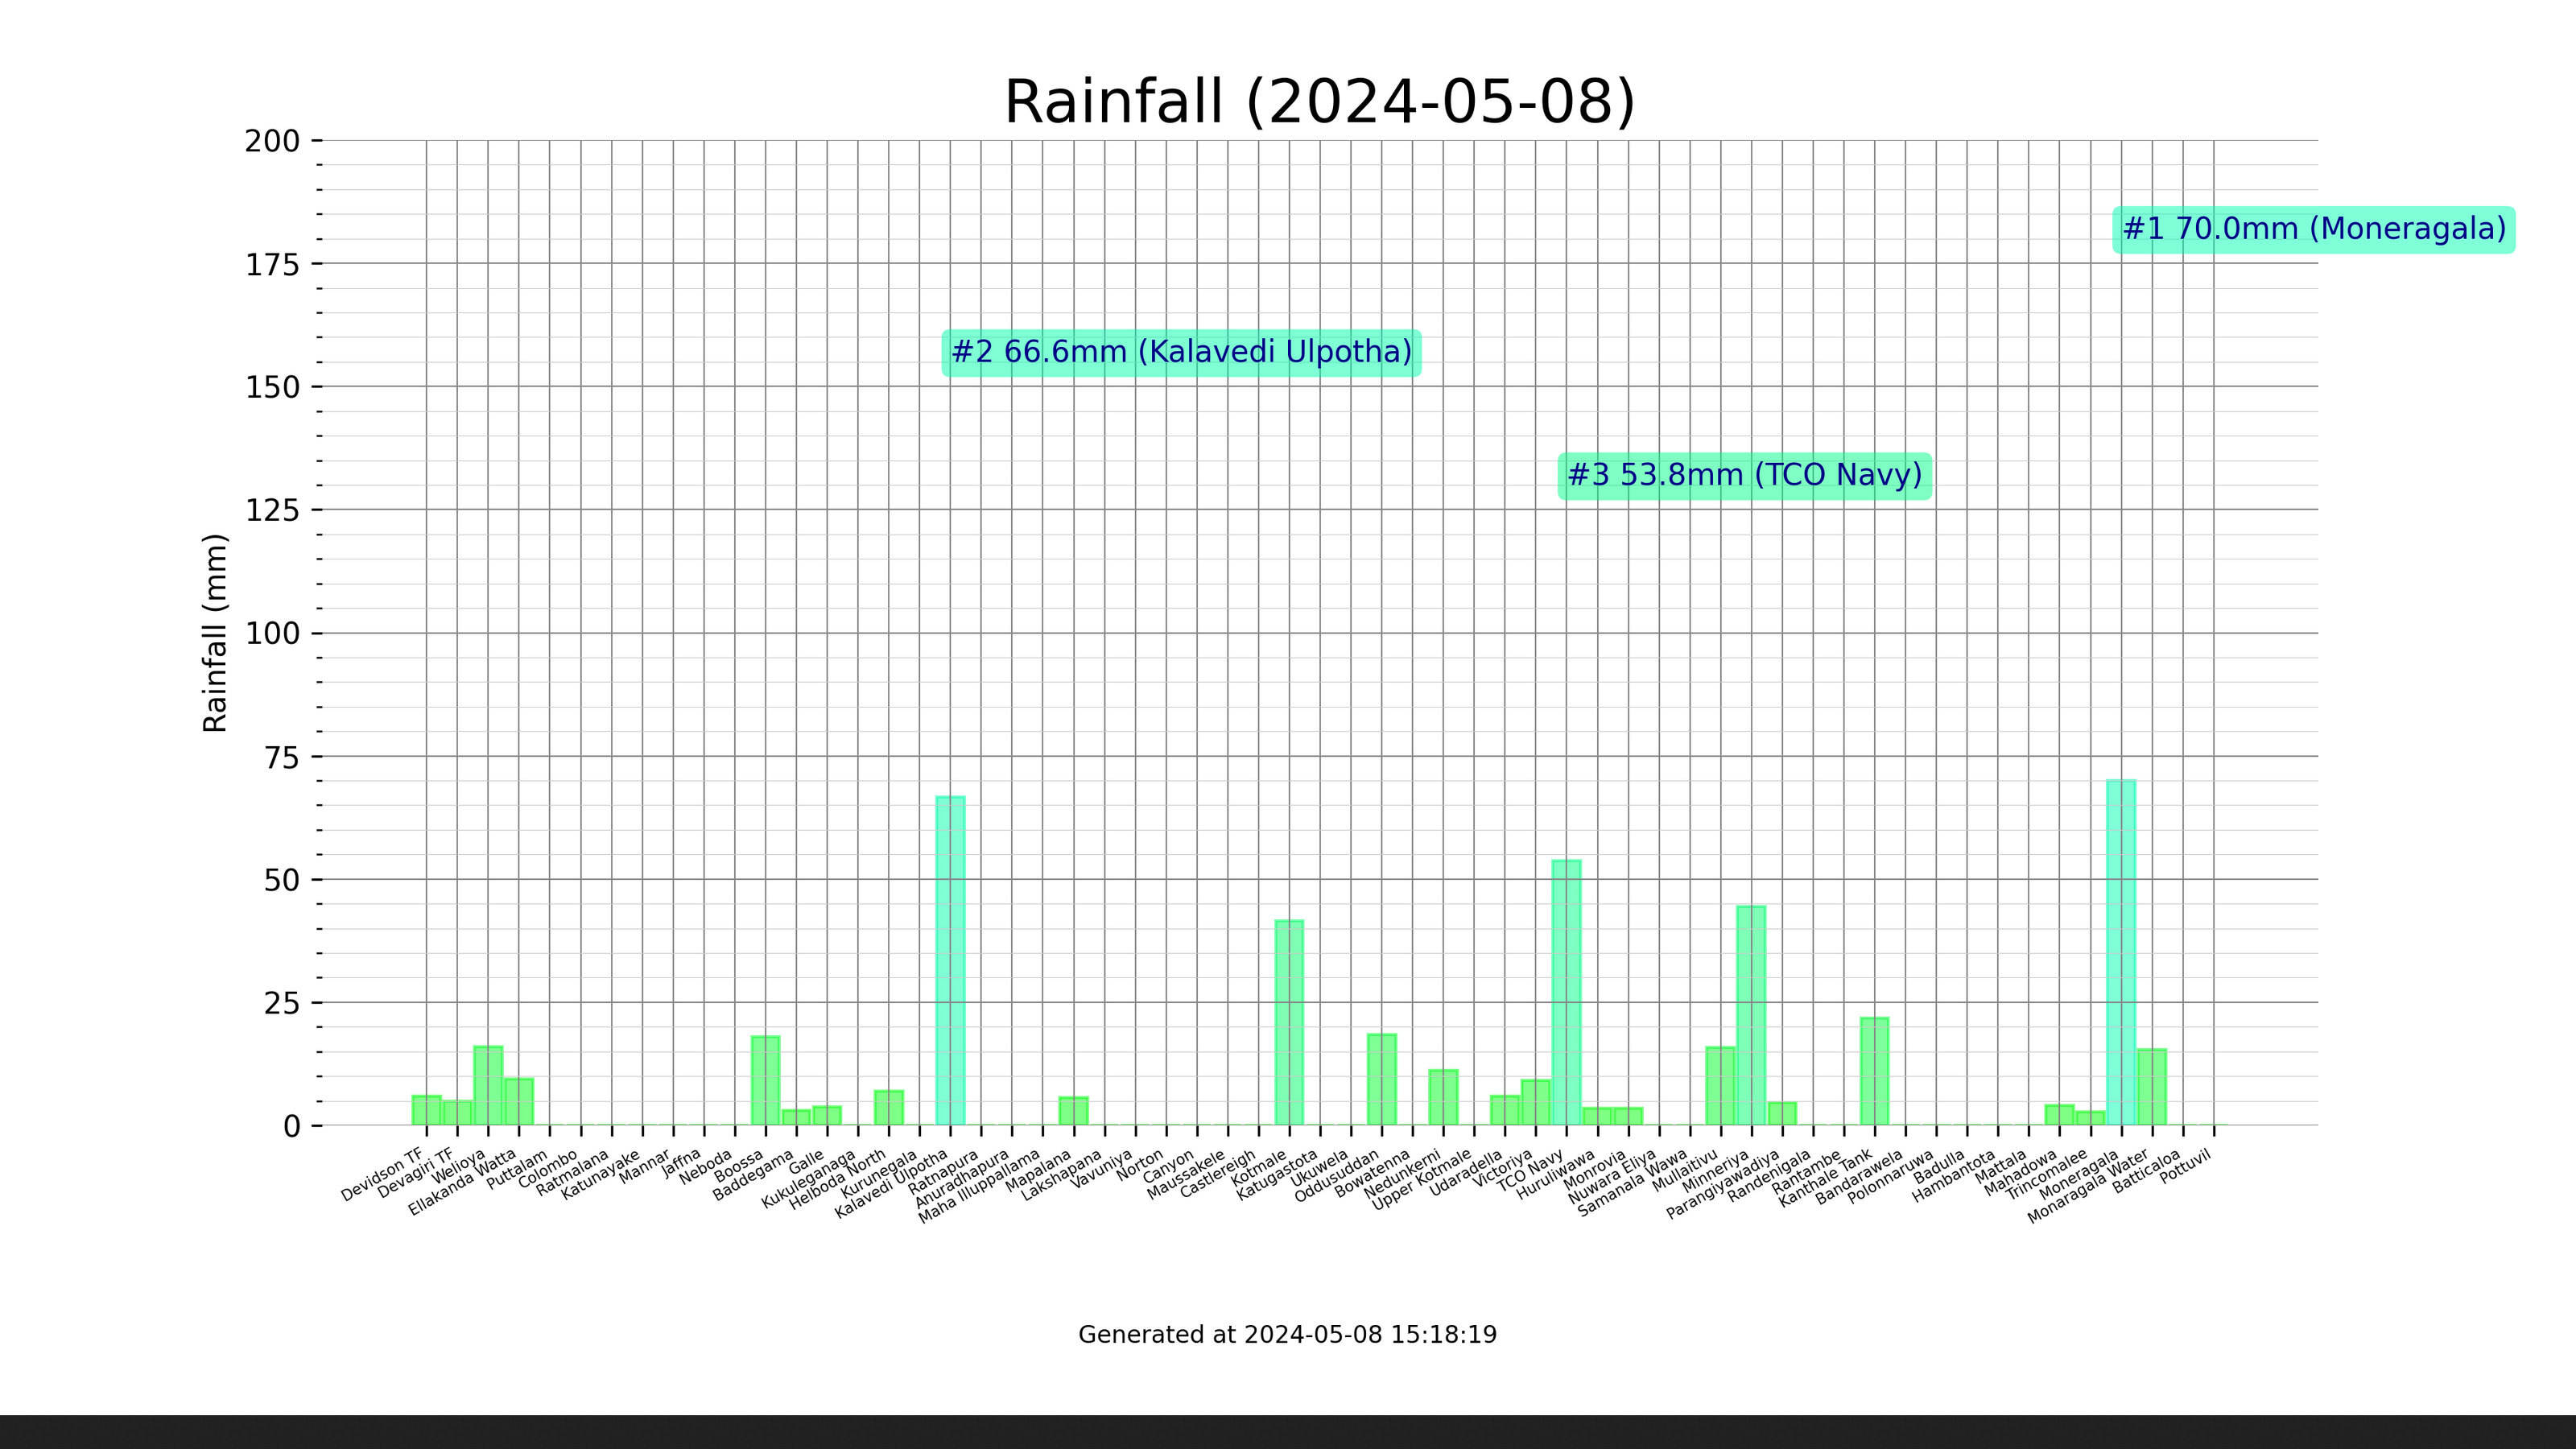 Rainfall (2024-05-08)
200
175
150
125
100
75
50
25
0
Rainfall (mm)
#1 70.0mm (Moneragala)
#2 66.6mm (Kalavedi Ulpotha)
#3 53.8mm (TCO Navy)
Devidson TF
Devagiri TF
Welioya
Ellakanda Watta
Puttalam
Colombo
Ratmalana
Katunayake
Mannar
Jaffna
Neboda
Boossa
Baddegama
Galle
Kukuleganaga
Helboda North
Kurunegala
Kalavedi Ulpotha
Ratnapura
Anuradhapura
Maha Illuppallama
Mapalana
Lakshapana
Vavuniya
Norton
Canyon
Maussakele
Castlereigh
Kotmale
Katugastota
Ukuwela
Oddusuddan
Bowatenna
Nedunkerni
Upper Kotmale
Udaradella
Victoriya
TCO Navy
Huruliwawa
Monrovia
Nuwara Eliya
Samanala Wawa
Mullaitivu
Minneriya
Parangiyawadiya
Randenigala
Rantambe
Kanthale Tank
Bandarawela
Polonnaruwa
Badulla
Hambantota
Mattala
Mahadowa
Trincomalee
Moneragala
Monaragala Water
Batticaloa
Pottuvil
Generated at 2024-05-08 15:18:19